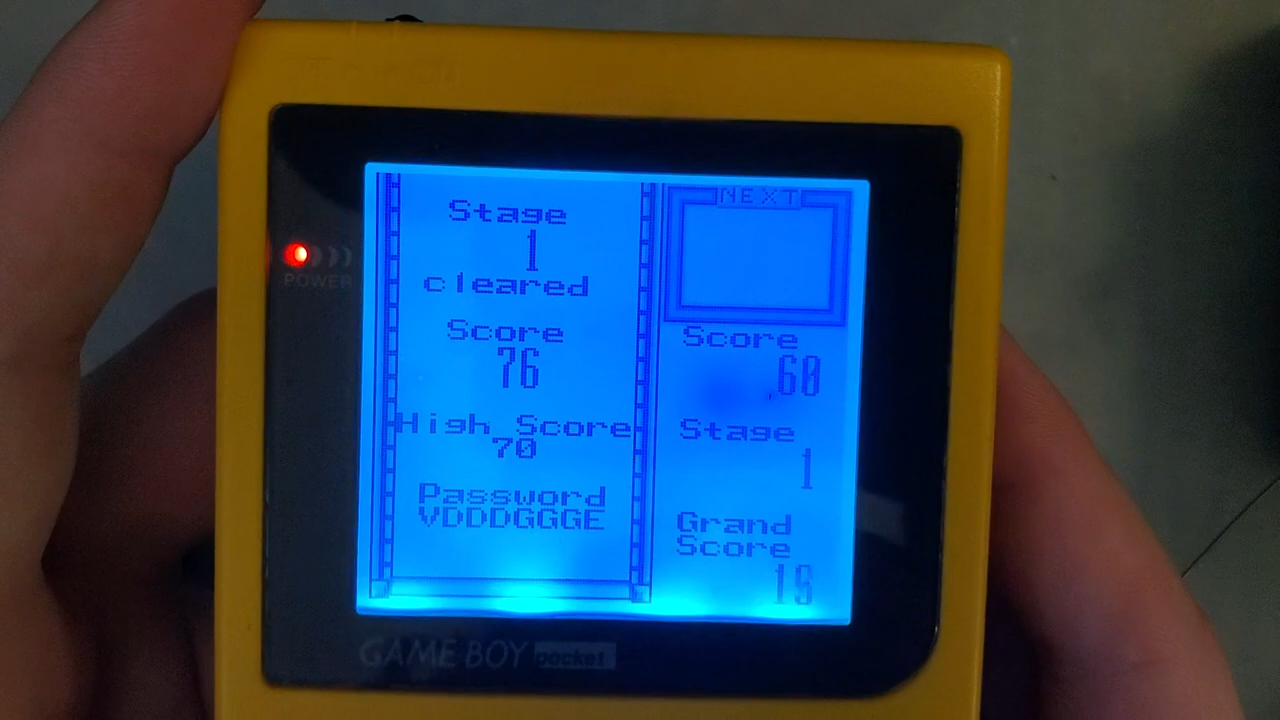 Stage
1
cleared
Score
76
High Score
70
Password
VDDDGGGE
NEXT
Score
60
Stage
1
Grand
Score
POWER
GAME BOY pocket